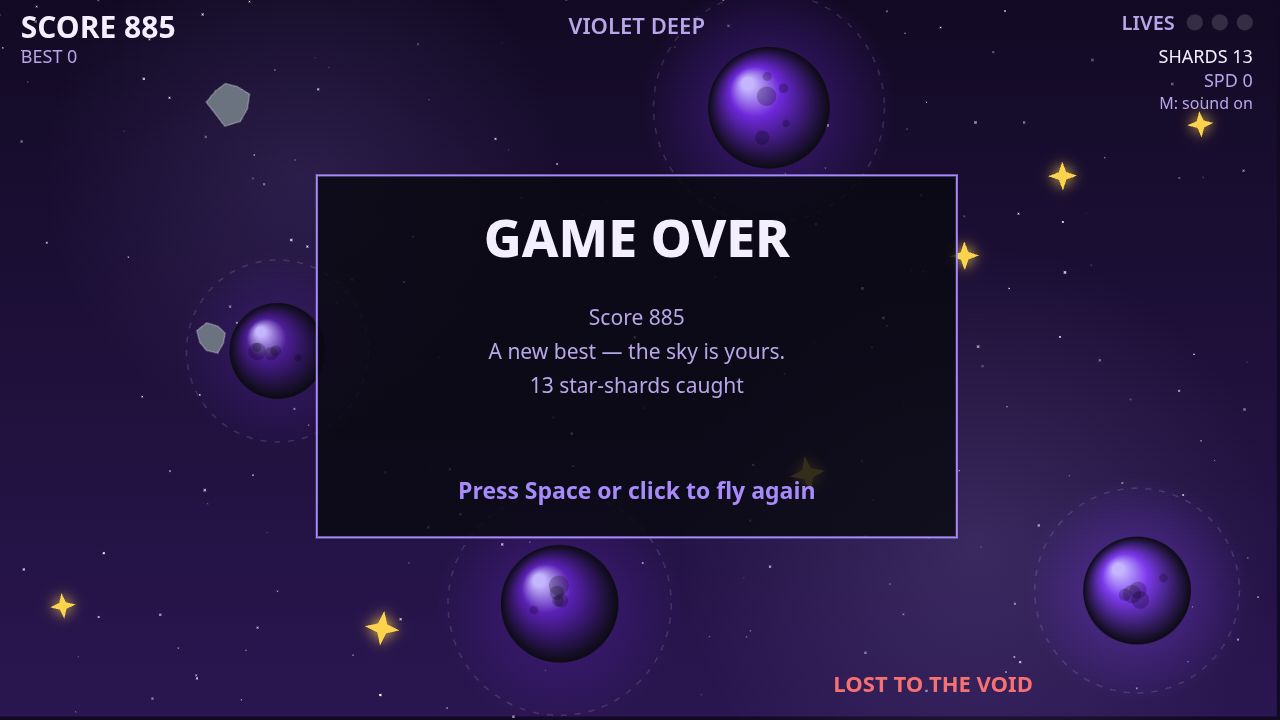 SCORE 885
BEST 0
VIOLET DEEP
LIVES
SHARDS 13
SPD 0
M: sound on
GAME OVER
Score 885
A new best — the sky is yours.
13 star-shards caught
Press Space or click to fly again
LOST TO THE VOID